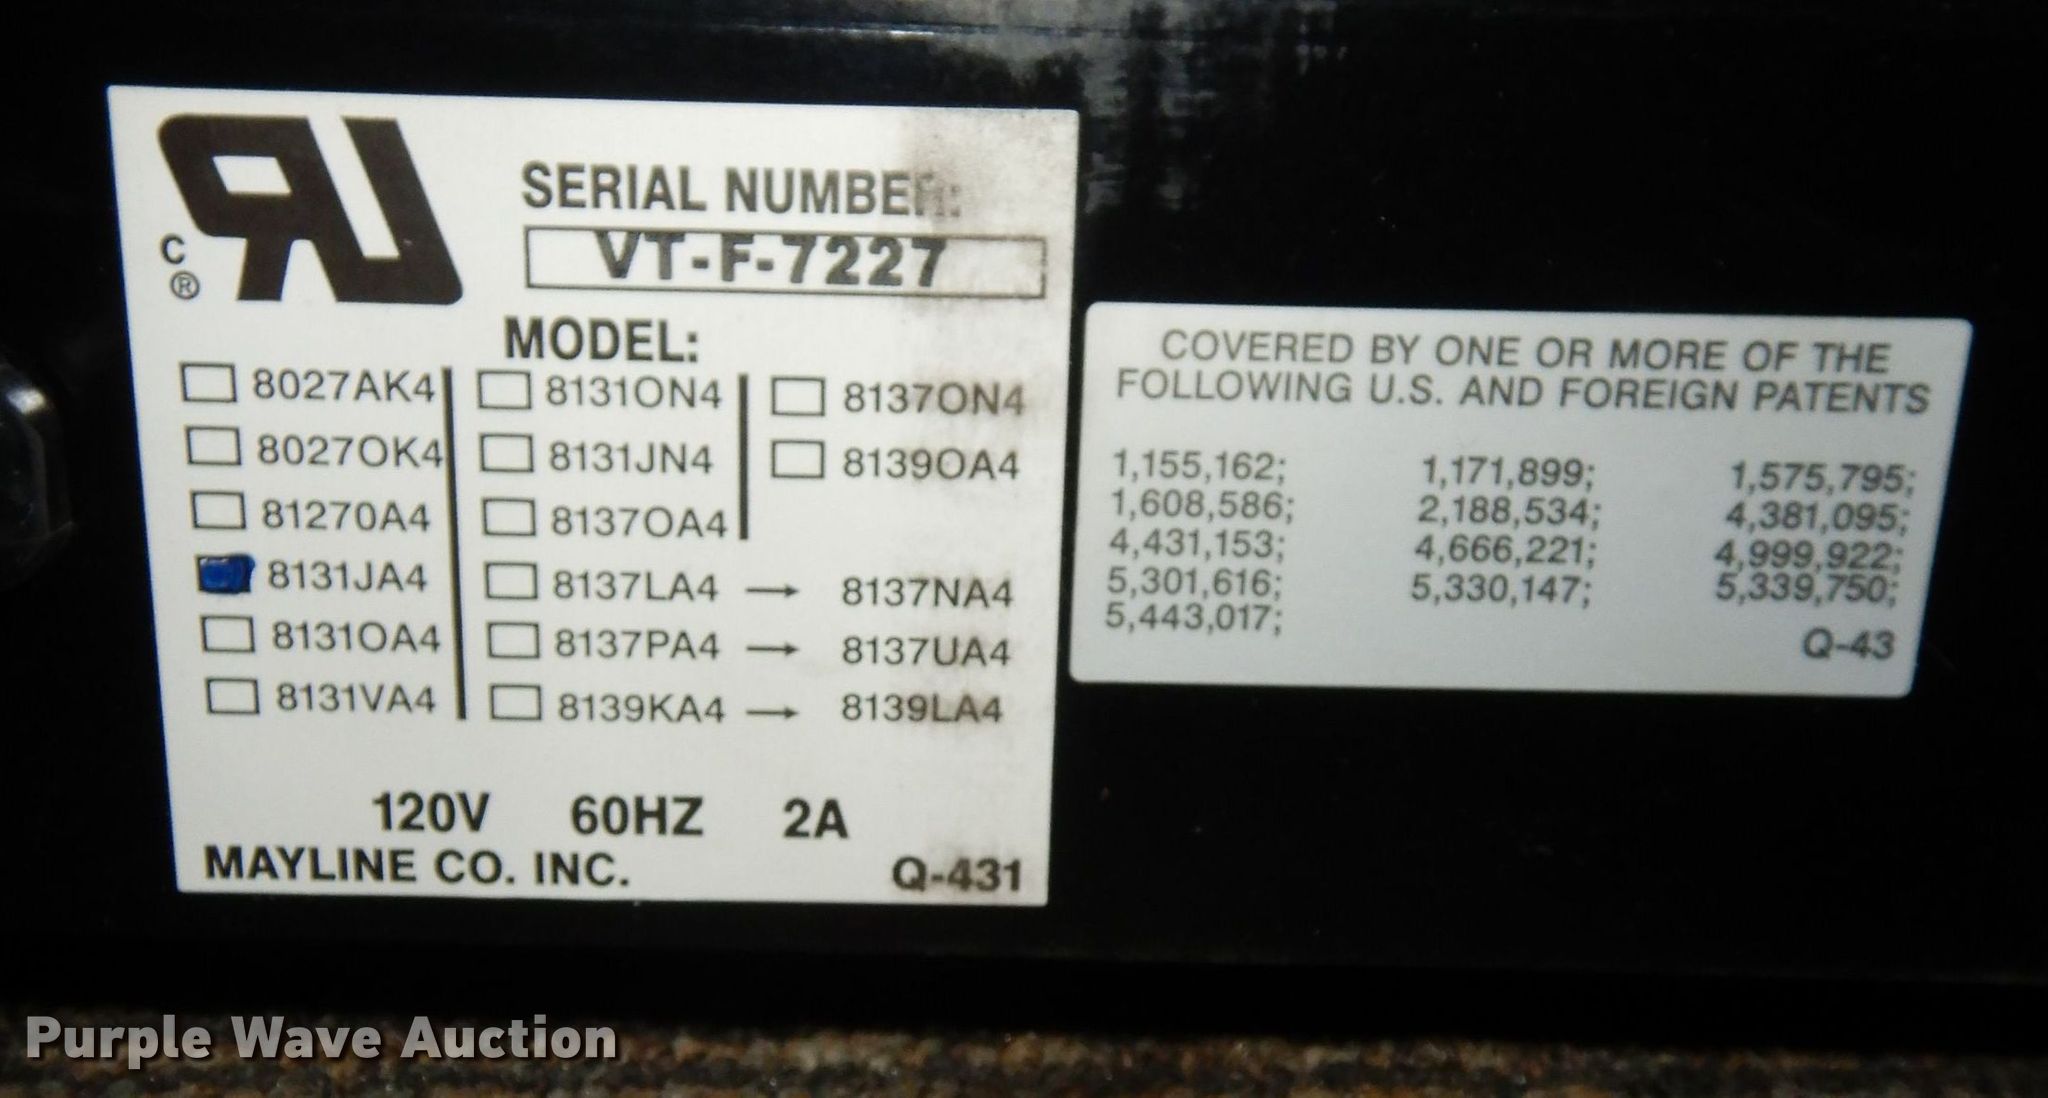 SERIAL NUMBER:
VT-F-7227
C
®
MODEL:
8027AK4 8131ON4 8137ON4
8027OK4 8131JN4 8139OA4
81270A4 8137OA4
8131JA4 8137LA4 → 8137NA4
8131OA4 8137PA4 → 8137UA4
8131VA4 8139KA4 → 8139LA4
120V 60HZ 2A
MAYLINE CO. INC. Q-431
COVERED BY ONE OR MORE OF THE
FOLLOWING U.S. AND FOREIGN PATENTS
1,155,162; 1,171,899; 1,575,795;
1,608,586; 2,188,534; 4,381,095;
4,431,153; 4,666,221; 4,999,922;
5,301,616; 5,330,147; 5,339,750;
5,443,017;
Q-43
Purple Wave Auction